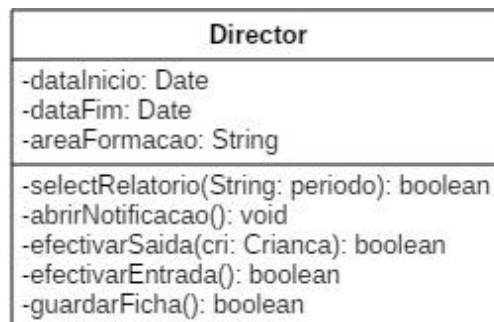 Director
-dataInicio: Date
-dataFim: Date
-areaFormacao: String
-selectRelatorio(String: periodo): boolean
-abrirNotificacao(): void
-efectivarSaida(cri: Crianca): boolean
-efectivarEntrada(): boolean
-guardarFicha(): boolean